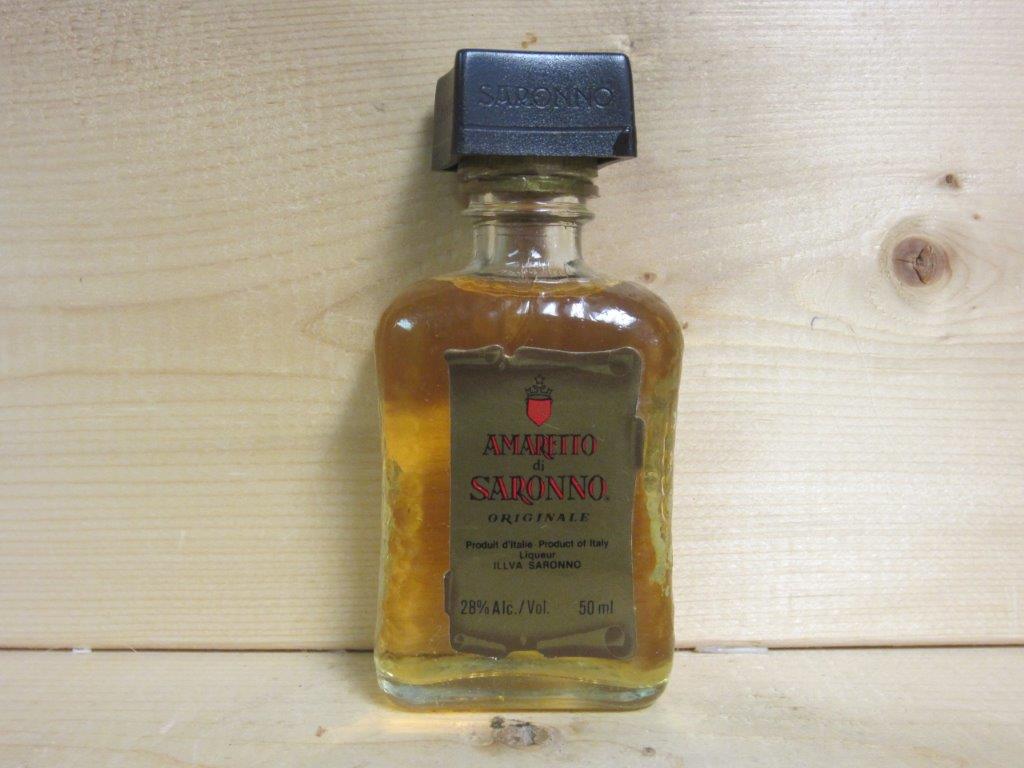 SARONNO
AMARETTO
di
SARONNO
ORIGINALE
Produit d'Italie Product of Italy
Liqueur
ILLVA SARONNO
28% Alc./Vol. 50 ml